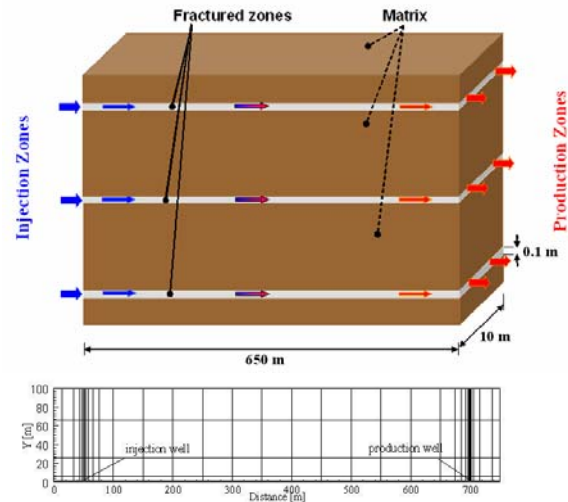 Fractured zones
Matrix
Injection Zones
Production Zones
0.1 m
10 m
650 m
100
80
60
40
20
0
Y [m]
injection well
production well
0
100
200
300
400
500
600
700
Distance [m]